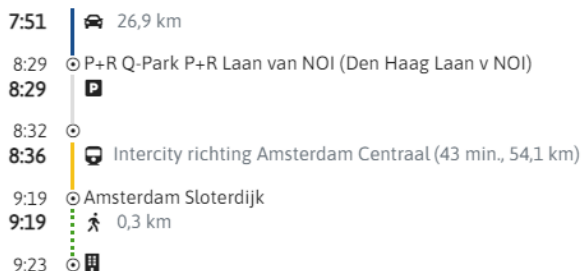 7:51 26,9 km
8:29 P+R Q-Park P+R Laan van NOI (Den Haag Laan v NOI)
8:29 P
8:32
8:36 Intercity richting Amsterdam Centraal (43 min., 54,1 km)
9:19 Amsterdam Sloterdijk
9:19 0,3 km
9:23